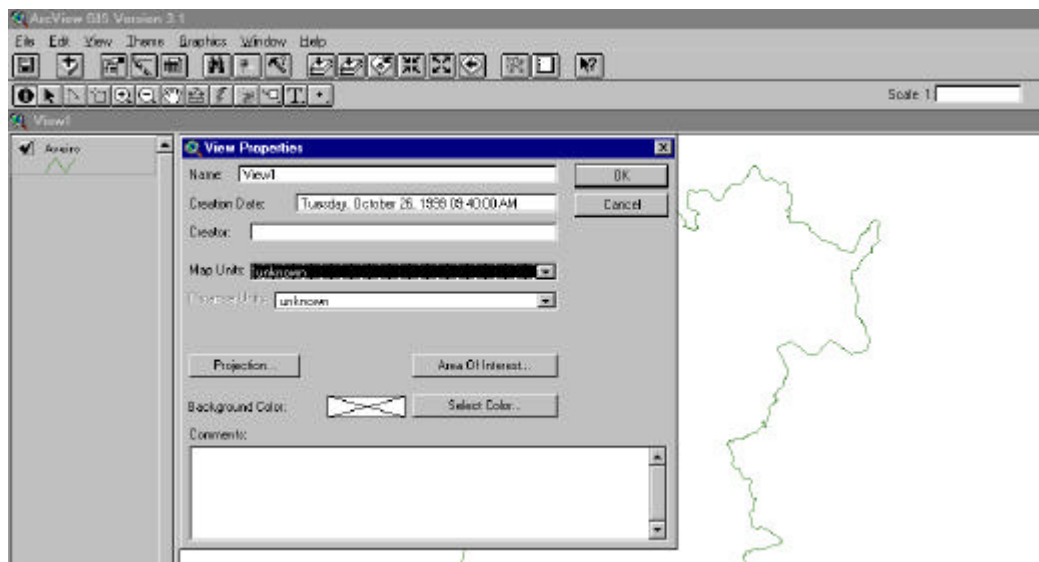 ArcView GIS Version 3.1
File Edit View Theme Graphics Window Help
Scale 1:
View1
Aveiro
View Properties
Name: View1
OK
Creation Date: Tuesday, October 26, 1999 09:40:00 AM
Cancel
Creator:
Map Units: unknown
Distance Units: unknown
Projection...
Area Of Interest...
Background Color:
Select Color...
Comments: